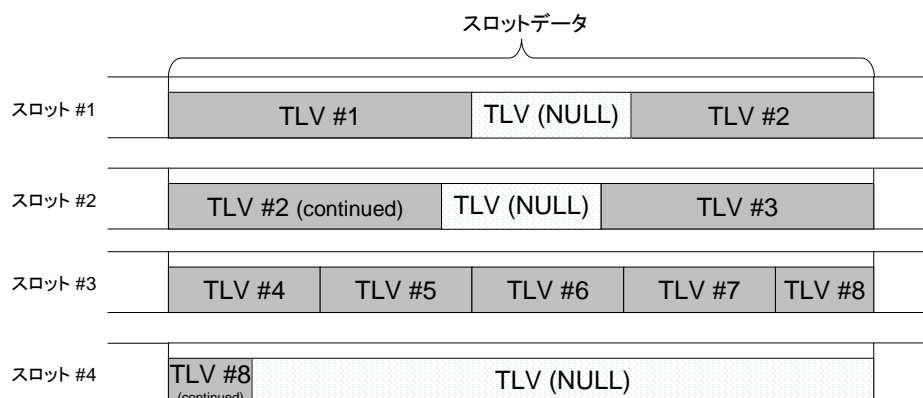 スロットデータ
スロット #1
TLV #1
TLV (NULL)
TLV #2
スロット #2
TLV #2 (continued)
TLV (NULL)
TLV #3
スロット #3
TLV #4
TLV #5
TLV #6
TLV #7
TLV #8
スロット #4
TLV #8
(continued)
TLV (NULL)